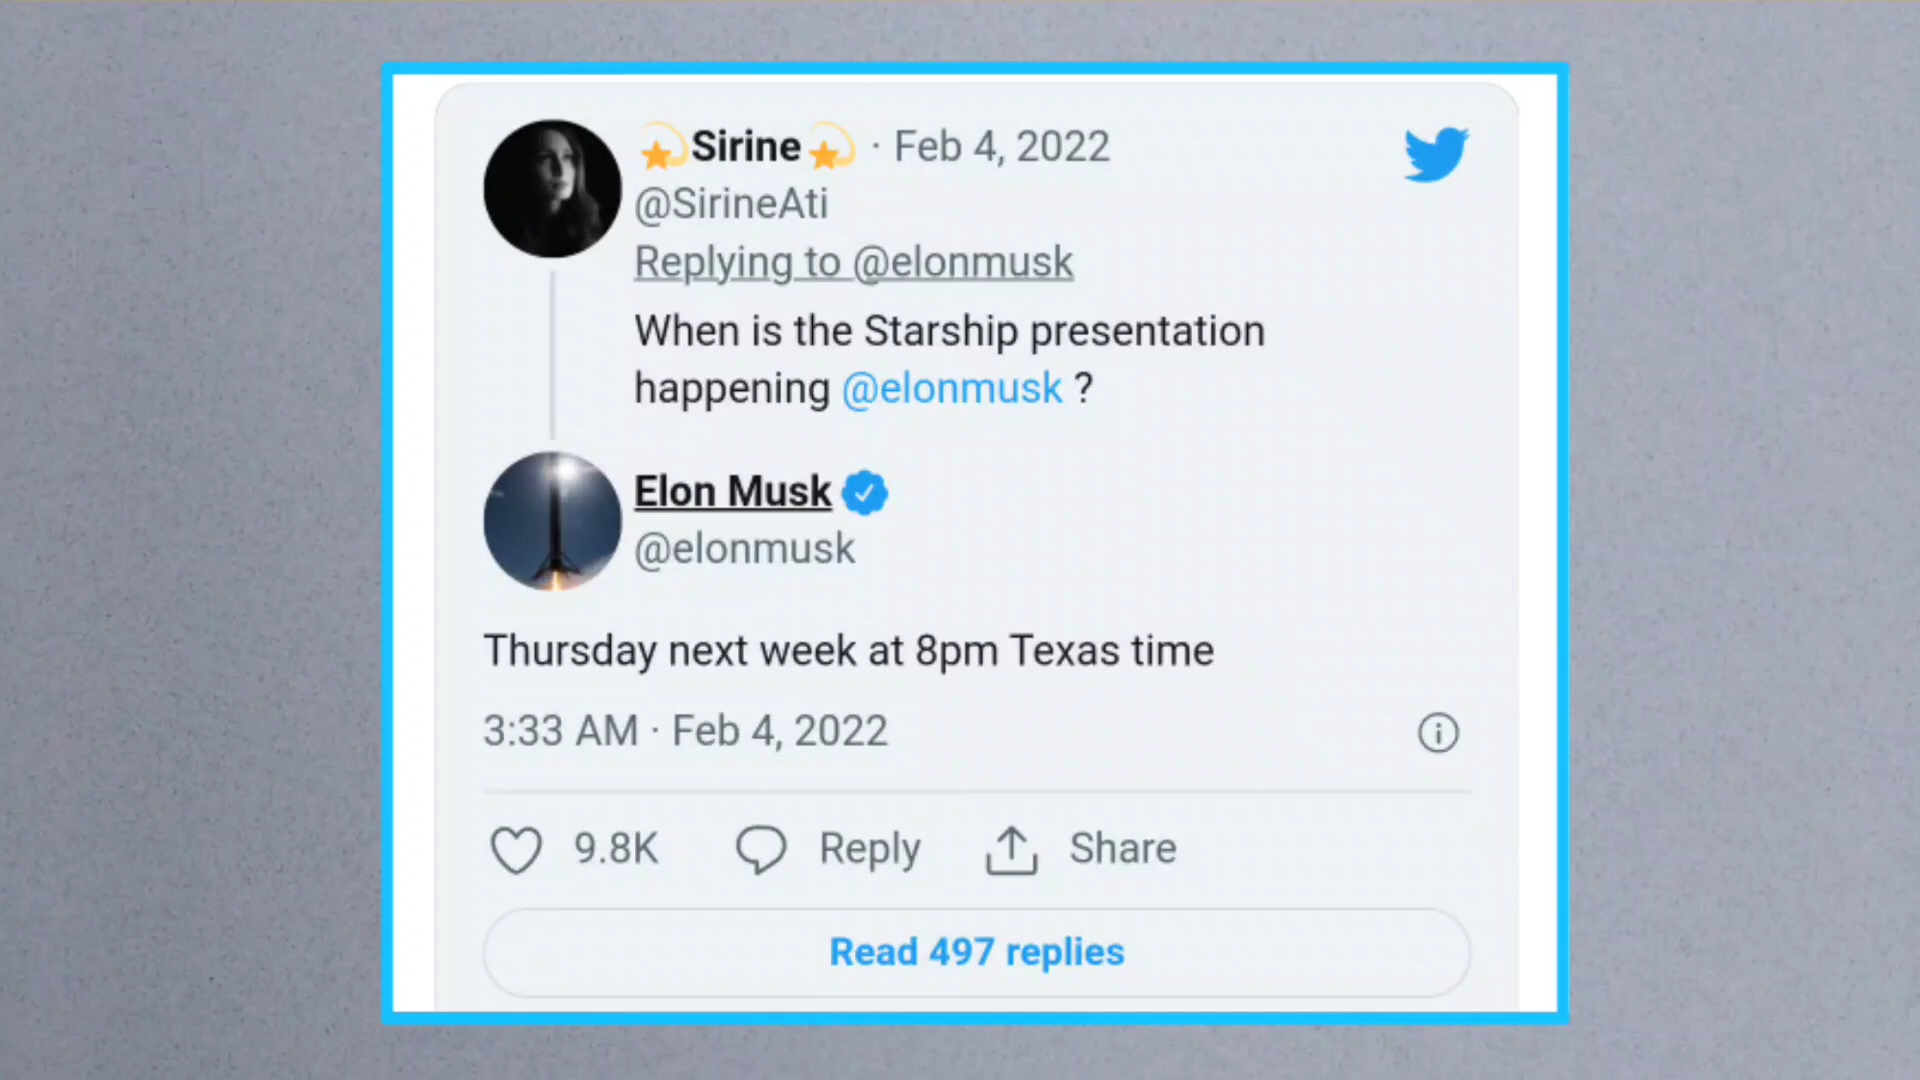 💫Sirine💫 · Feb 4, 2022
@SirineAti
Replying to @elonmusk
When is the Starship presentation
happening @elonmusk ?
Elon Musk
@elonmusk
Thursday next week at 8pm Texas time
3:33 AM · Feb 4, 2022
9.8K Reply Share
Read 497 replies